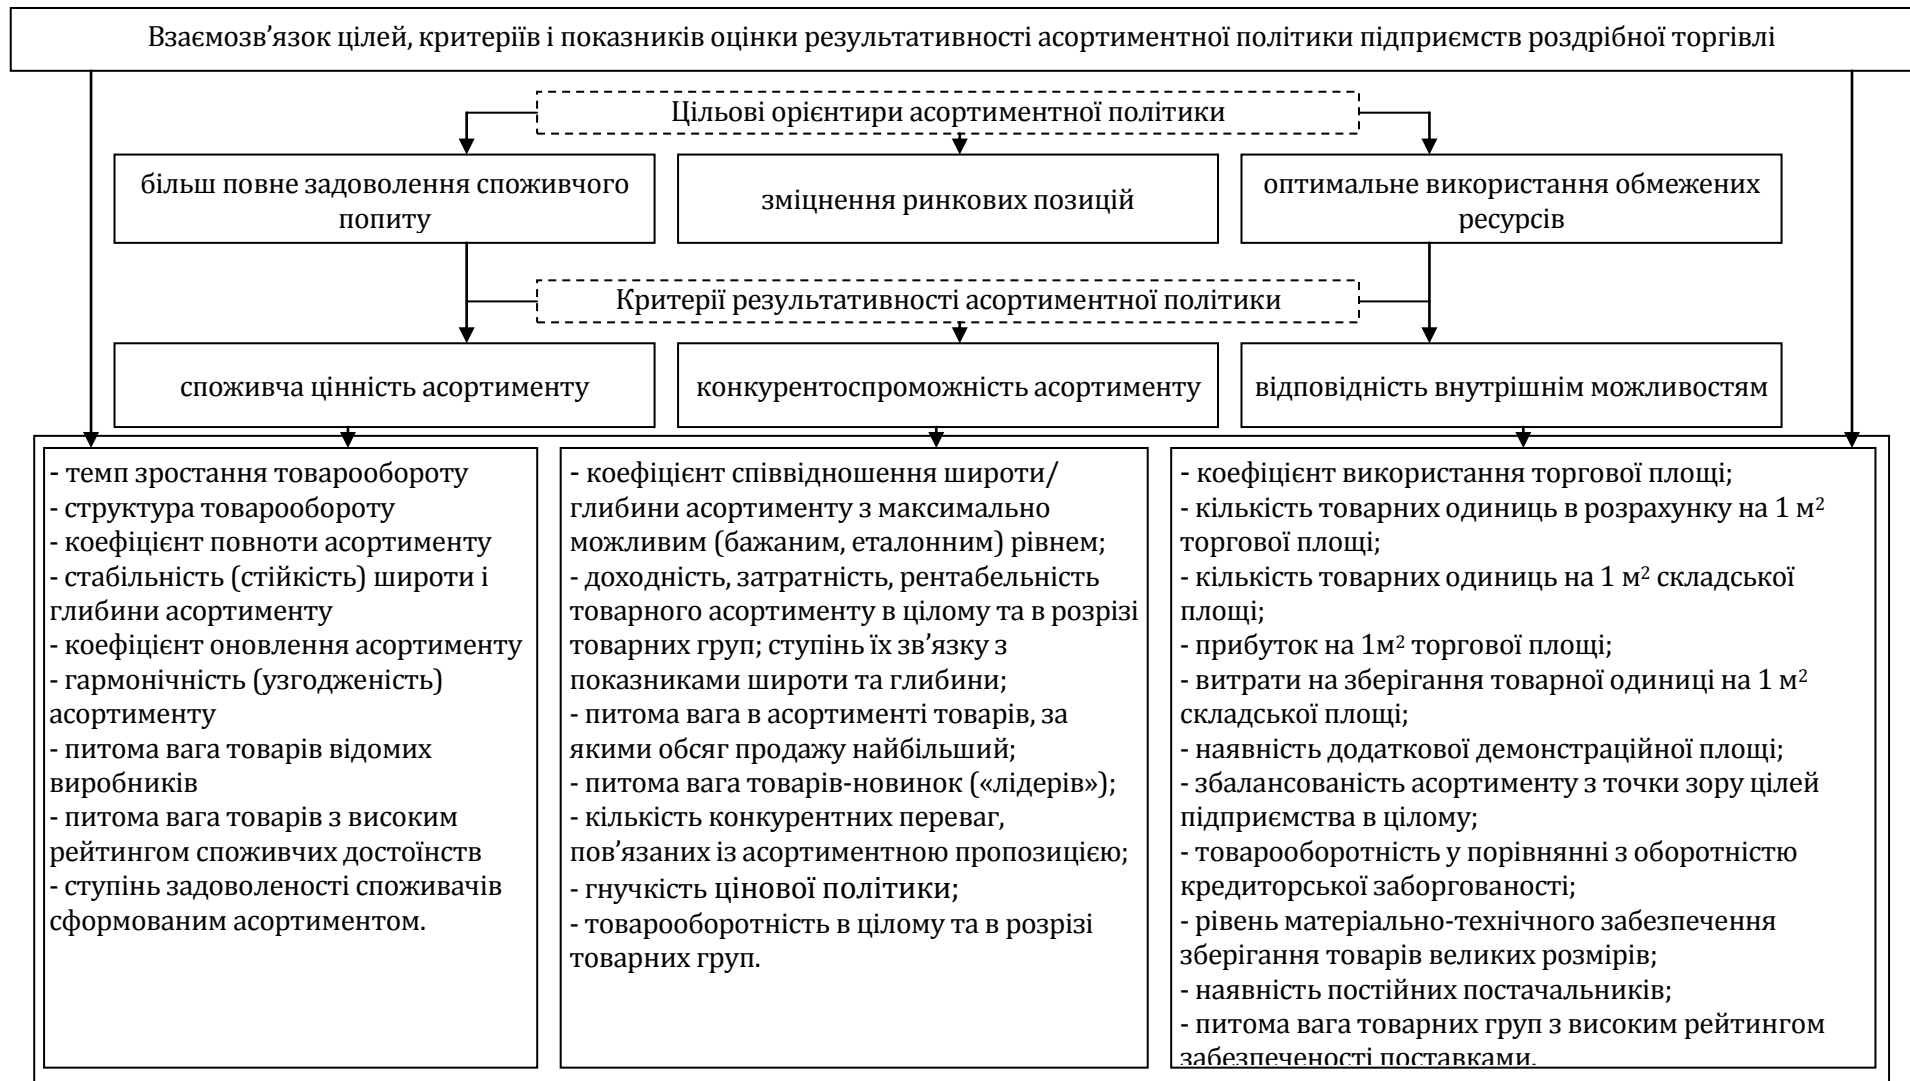 Взаємозв’язок цілей, критеріїв і показників оцінки результативності асортиментної політики підприємств роздрібної торгівлі
Цільові орієнтири асортиментної політики
більш повне задоволення споживчого
попиту
зміцнення ринкових позицій
оптимальне використання обмежених
ресурсів
Критерії результативності асортиментної політики
споживча цінність асортименту
конкурентоспроможність асортименту
відповідність внутрішнім можливостям
- темп зростання товарообороту
- структура товарообороту
- коефіцієнт повноти асортименту
- стабільність (стійкість) широти і
глибини асортименту
- коефіцієнт оновлення асортименту
- гармонічність (узгодженість)
асортименту
- питома вага товарів відомих
виробників
- питома вага товарів з високим
рейтингом споживчих достоїнств
- ступінь задоволеності споживачів
сформованим асортиментом.
- коефіцієнт співвідношення широти/
глибини асортименту з максимально
можливим (бажаним, еталонним) рівнем;
- доходність, затратність, рентабельність
товарного асортименту в цілому та в розрізі
товарних груп; ступінь їх зв’язку з
показниками широти та глибини;
- питома вага в асортименті товарів, за
якими обсяг продажу найбільший;
- питома вага товарів-новинок («лідерів»);
- кількість конкурентних переваг,
пов’язаних із асортиментною пропозицією;
- гнучкість цінової політики;
- товарооборотність в цілому та в розрізі
товарних груп.
- коефіцієнт використання торгової площі;
- кількість товарних одиниць в розрахунку на 1 м²
торгової площі;
- кількість товарних одиниць на 1 м² складської
площі;
- прибуток на 1м² торгової площі;
- витрати на зберігання товарної одиниці на 1 м²
складської площі;
- наявність додаткової демонстраційної площі;
- збалансованість асортименту з точки зору цілей
підприємства в цілому;
- товарооборотність у порівнянні з оборотністю
кредиторської заборгованості;
- рівень матеріально-технічного забезпечення
зберігання товарів великих розмірів;
- наявність постійних постачальників;
- питома вага товарних груп з високим рейтингом
забезпеченості поставками.